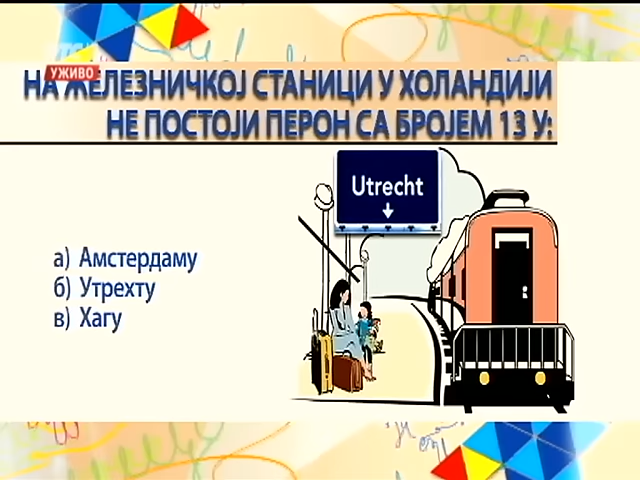 УЖИВО
НА ЖЕЛЕЗНИЧКОЈ СТАНИЦИ У ХОЛАНДИЈИ
НЕ ПОСТОЈИ ПЕРОН СА БРОЈЕМ 13 У:
Utrecht
а) Амстердаму
б) Утрехту
в) Хагу